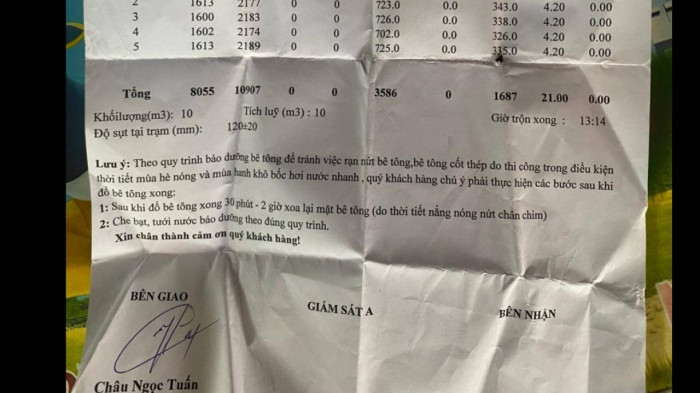 2 1613 2177 0 0 723.0 0.0 343.0 4.20 0.00
3 1600 2183 0 0 726.0 0.0 338.0 4.20 0.00
4 1602 2174 0 0 702.0 0.0 326.0 4.20 0.00
5 1613 2189 0 0 725.0 0.0 335.0 4.20 0.00
Tổng 8055 10907 0 0 3586 0 1687 21.00 0.00
Khốilượng(m3): 10 Tích luỹ (m3) : 10 Giờ trộn xong : 13:14
Độ sụt tại trạm (mm): 120±20
Lưu ý: Theo quy trình bảo dưỡng bê tông để tránh việc rạn nứt bê tông,bê tông cốt thép do thi công trong điều kiện
thời tiết mùa hè nóng và mùa hanh khô bốc hơi nước nhanh , quý khách hàng chú ý phải thực hiện các bước sau khi
đổ bê tông xong:
1: Sau khi đổ bê tông xong 30 phút - 2 giờ xoa lại mặt bê tông (do thời tiết nắng nóng nứt chân chim)
2: Che bạt, tưới nước bảo dưỡng theo đúng quy trình.
Xin chân thành cảm ơn quý khách hàng!
BÊN GIAO GIÁM SÁT A BÊN NHẬN
Châu Ngọc Tuấn